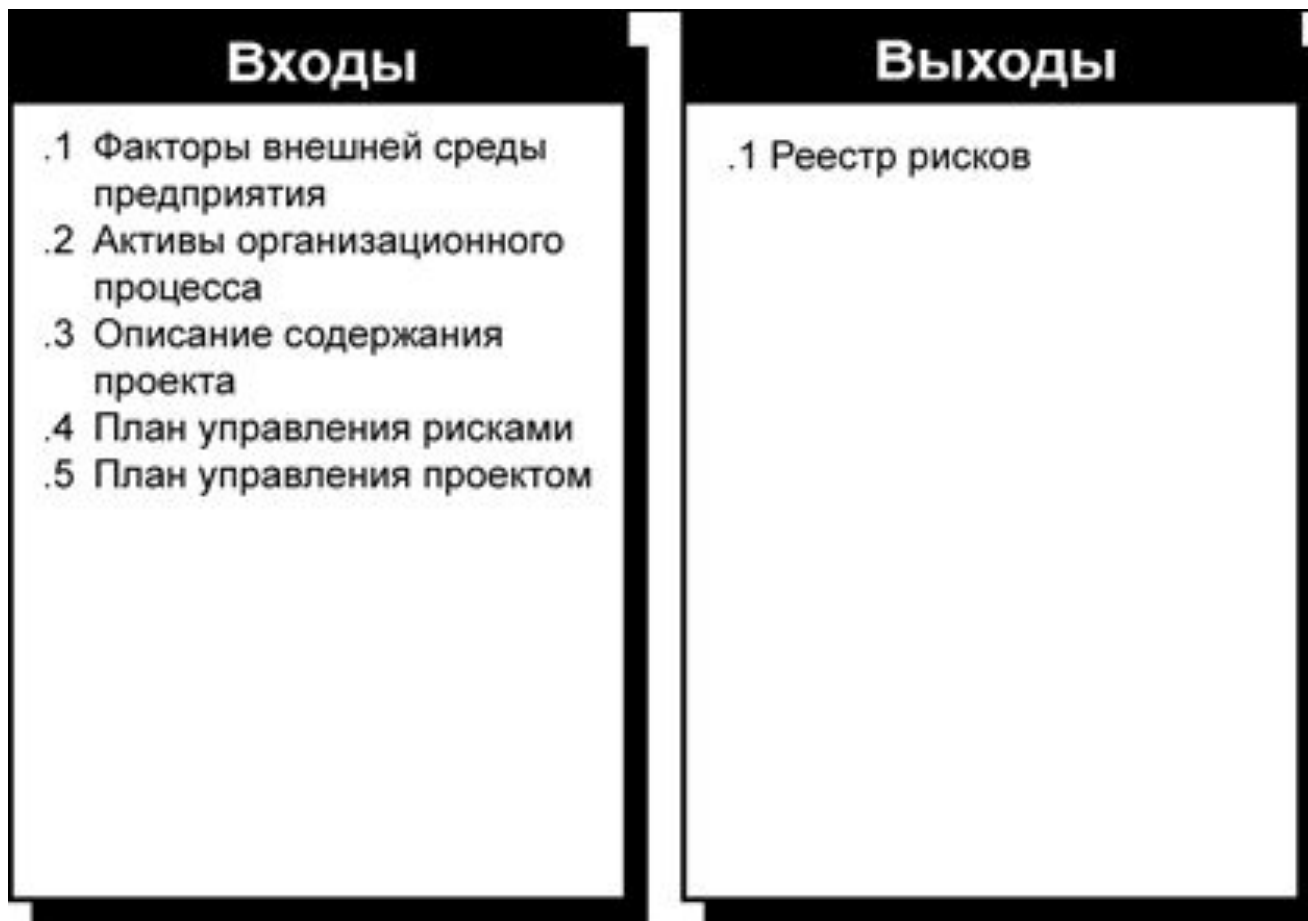 Входы
.1 Факторы внешней среды
предприятия
.2 Активы организационного
процесса
.3 Описание содержания
проекта
.4 План управления рисками
.5 План управления проектом
Выходы
.1 Реестр рисков